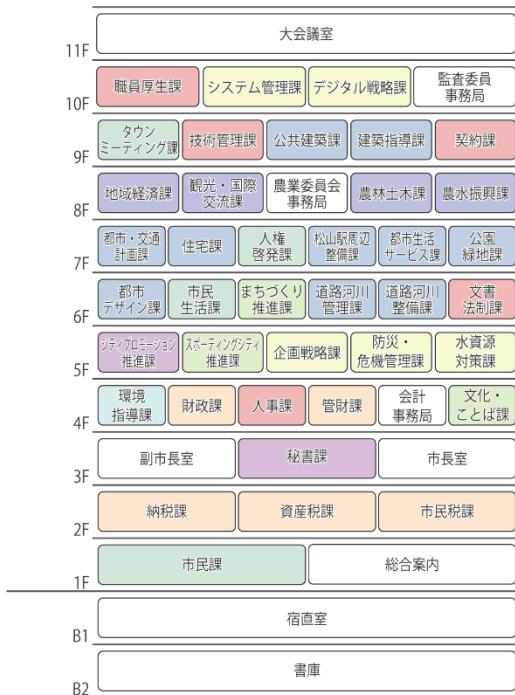 大会議室
11F
職員厚生課
システム管理課
デジタル戦略課
監査委員
事務局
10F
タウン
ミーティング課
技術管理課
公共建築課
建築指導課
契約課
9F
地域経済課
観光・国際
交流課
農業委員会
事務局
農林土木課
農水振興課
8F
都市・交通
計画課
住宅課
人権
啓発課
松山駅周辺
整備課
都市生活
サービス課
公園
緑地課
7F
都市
デザイン課
市民
生活課
まちづくり
推進課
道路河川
管理課
道路河川
整備課
文書
法制課
6F
シティプロモーション
推進課
スポーティングシティ
推進課
企画戦略課
防災・
危機管理課
水資源
対策課
5F
環境
指導課
財政課
人事課
管財課
会計
事務局
文化・
ことば課
4F
副市長室
秘書課
市長室
3F
納税課
資産税課
市民税課
2F
市民課
総合案内
1F
宿直室
B1
書庫
B2